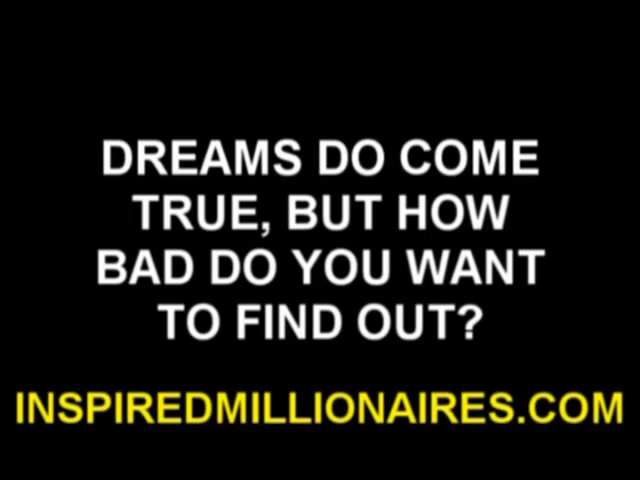 DREAMS DO COME
TRUE, BUT HOW
BAD DO YOU WANT
TO FIND OUT?
INSPIREDMILLIONAIRES.COM